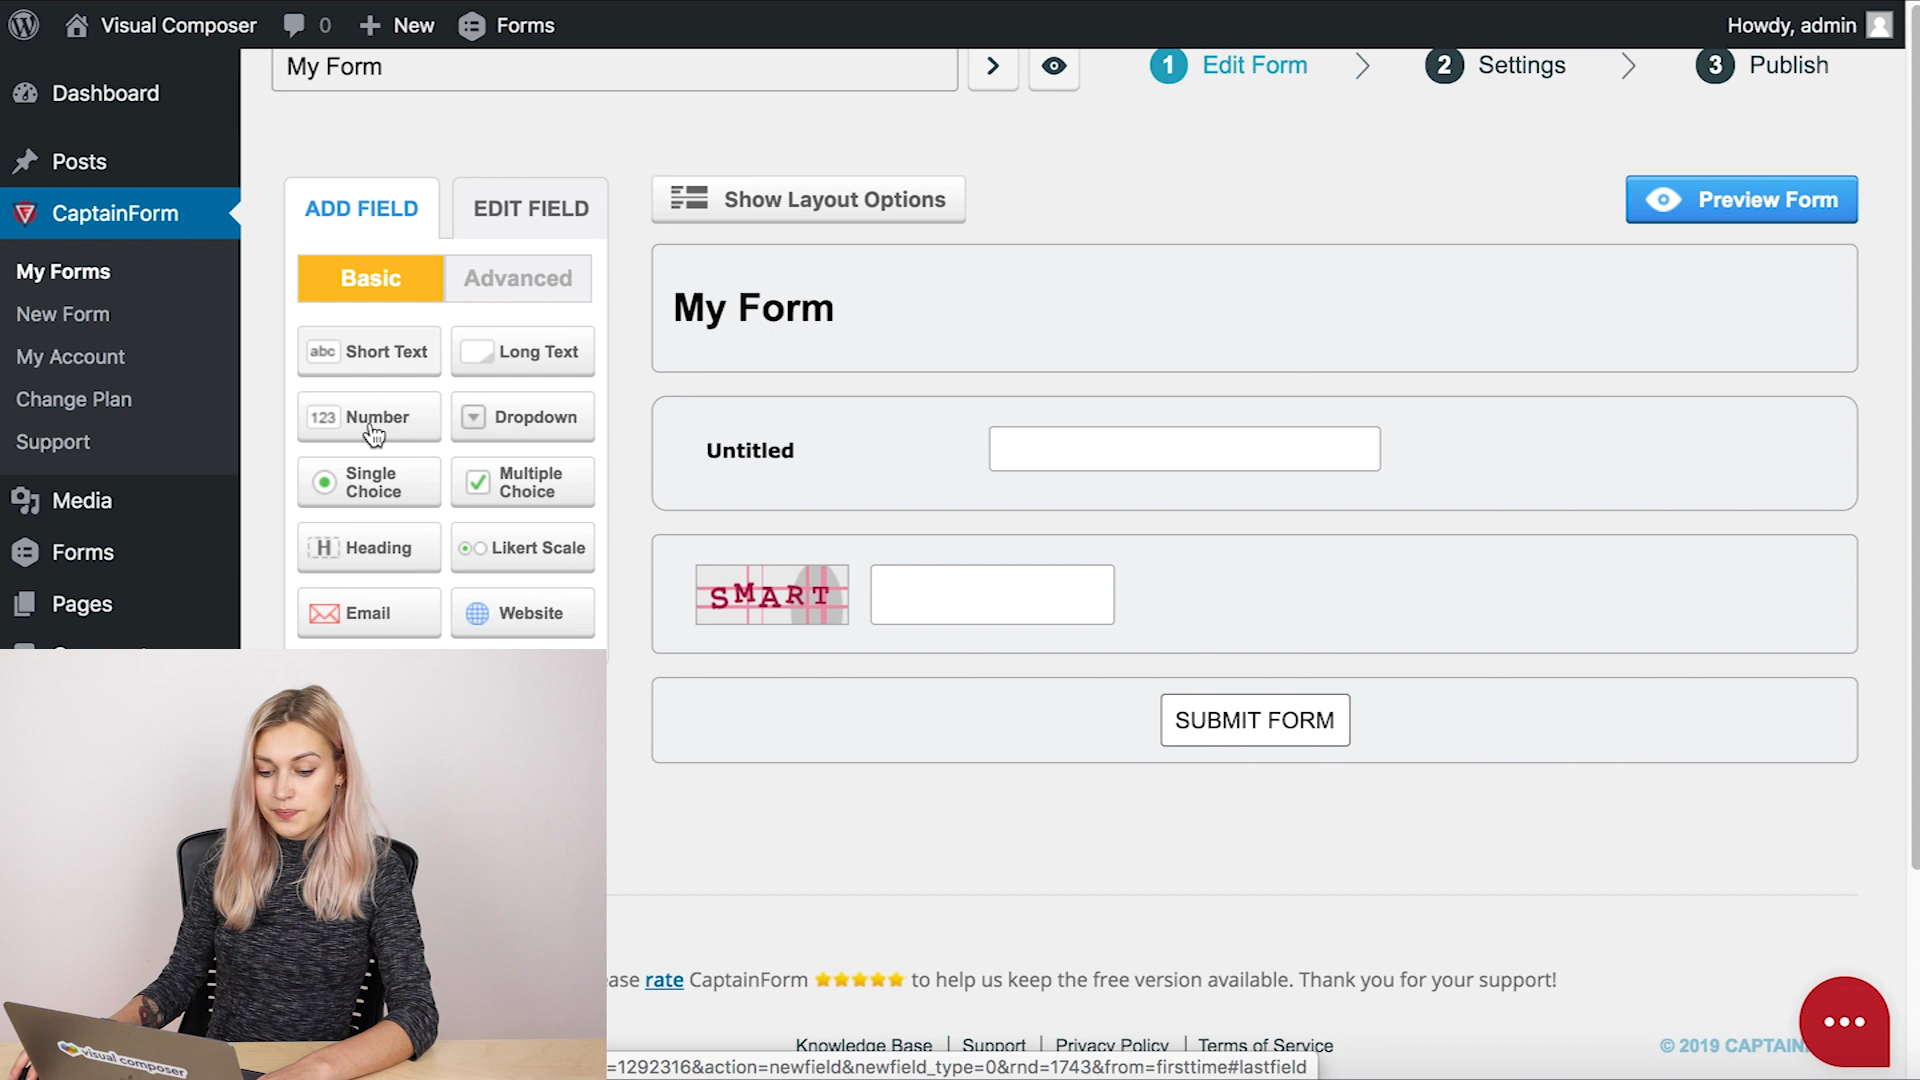 Visual Composer 0 New Forms Howdy, admin
My Form 1 Edit Form 2 Settings 3 Publish
Dashboard
Posts
CaptainForm
My Forms
New Form
My Account
Change Plan
Support
Media
Forms
Pages
ADD FIELD EDIT FIELD
Basic Advanced
abc Short Text Long Text
123 Number Dropdown
Single Choice Multiple Choice
H Heading Likert Scale
Email Website
Show Layout Options Preview Form
My Form
Untitled
SMART
SUBMIT FORM
ease rate CaptainForm to help us keep the free version available. Thank you for your support!
Knowledge Base | Support | Privacy Policy | Terms of Service © 2019 CAPTAIN
=1292316&action=newfield&newfield_type=0&rnd=1743&from=firsttime#lastfield
visual composer